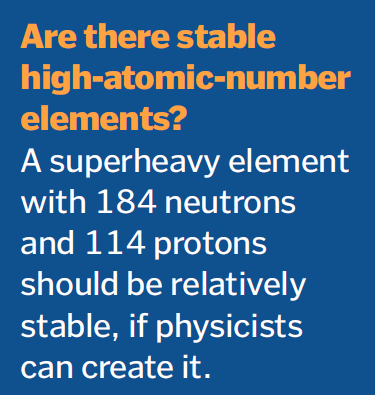 Are there stable
high-atomic-number
elements?
A superheavy element
with 184 neutrons
and 114 protons
should be relatively
stable, if physicists
can create it.